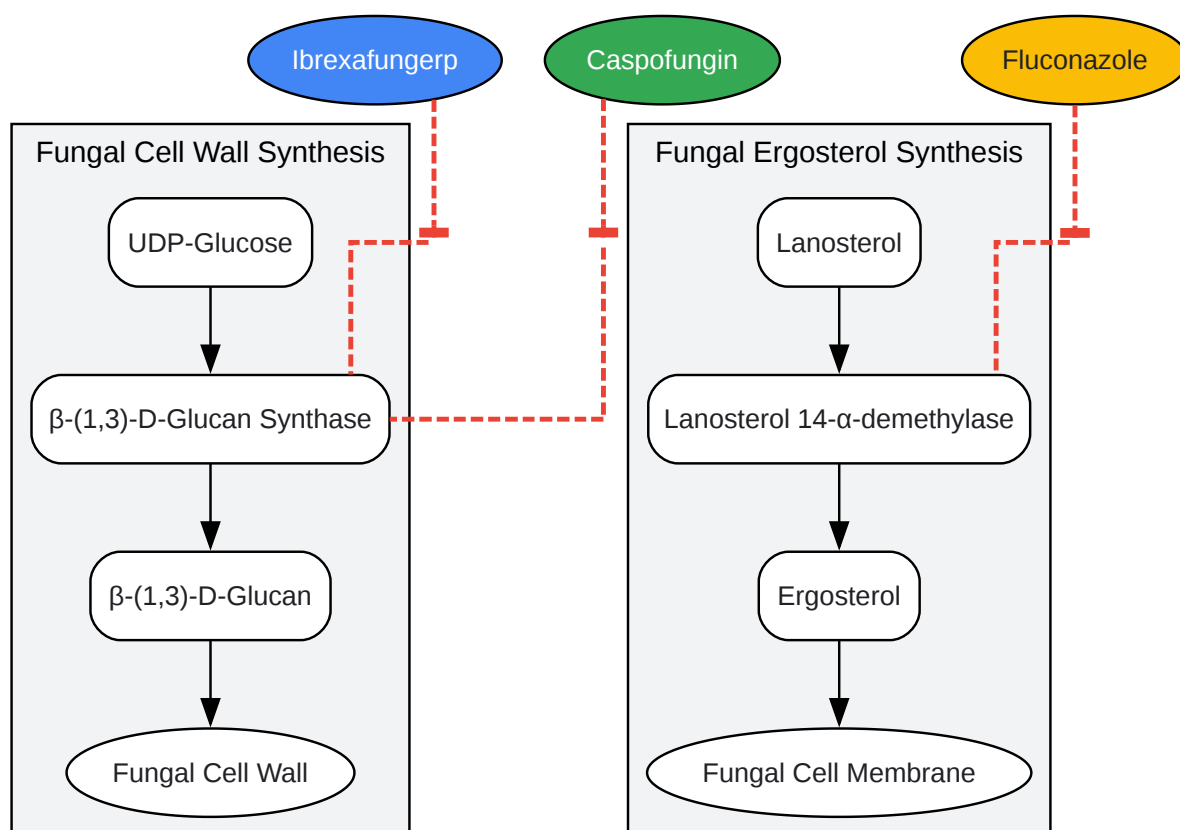 Ibrexafungerp
Caspofungin
Fluconazole
Fungal Cell Wall Synthesis
Fungal Ergosterol Synthesis
UDP-Glucose
Lanosterol
β-(1,3)-D-Glucan Synthase
Lanosterol 14-α-demethylase
β-(1,3)-D-Glucan
Ergosterol
Fungal Cell Wall
Fungal Cell Membrane